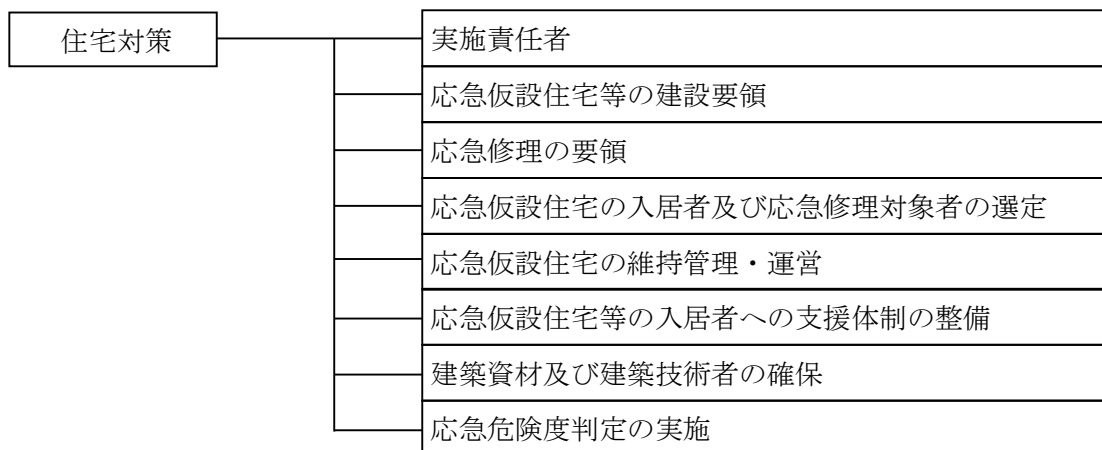 住宅対策
実施責任者
応急仮設住宅等の建設要領
応急修理の要領
応急仮設住宅の入居者及び応急修理対象者の選定
応急仮設住宅の維持管理・運営
応急仮設住宅等の入居者への支援体制の整備
建築資材及び建築技術者の確保
応急危険度判定の実施